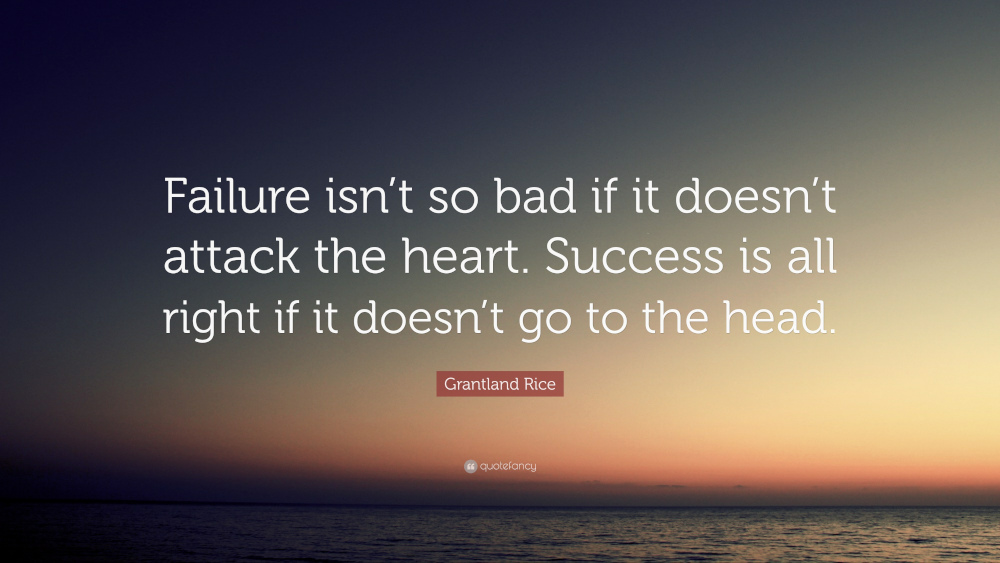 Failure isn’t so bad if it doesn’t
attack the heart. Success is all
right if it doesn’t go to the head.
Grantland Rice
quotefancy